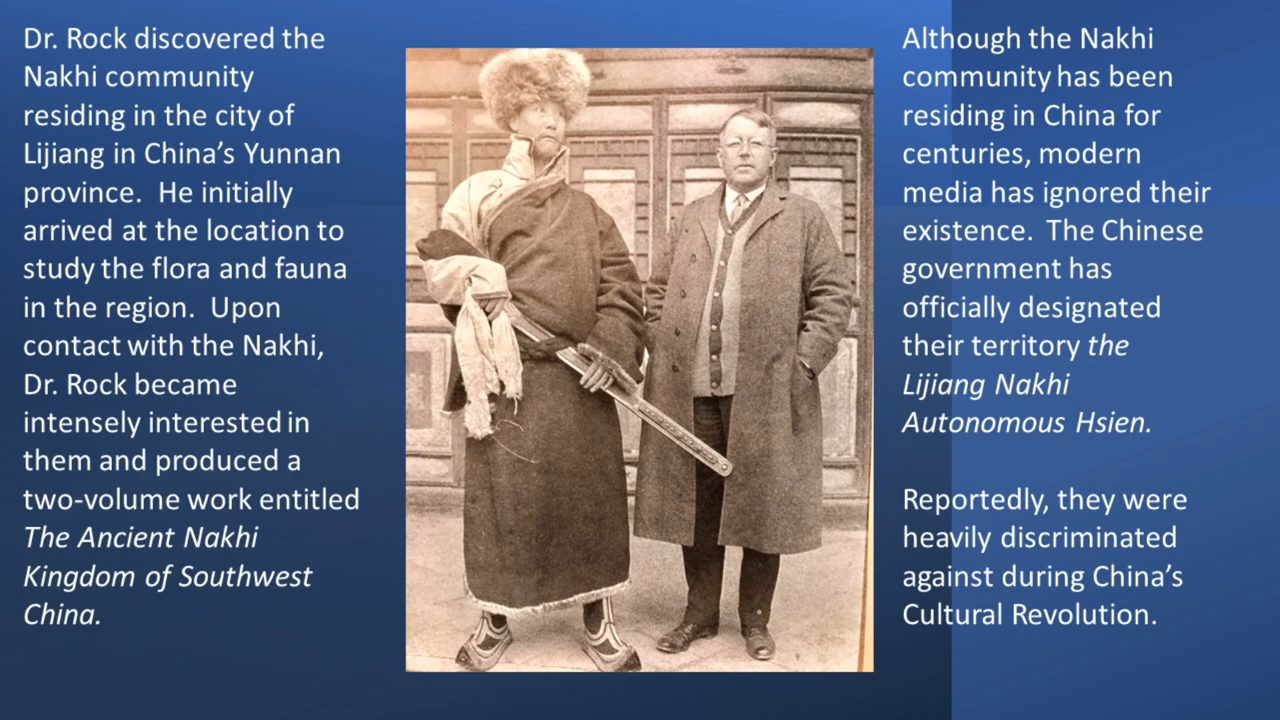 Dr. Rock discovered the
Nakhi community
residing in the city of
Lijiang in China’s Yunnan
province.  He initially
arrived at the location to
study the flora and fauna
in the region.  Upon
contact with the Nakhi,
Dr. Rock became
intensely interested in
them and produced a
two-volume work entitled
The Ancient Nakhi
Kingdom of Southwest
China.
Although the Nakhi
community has been
residing in China for
centuries, modern
media has ignored their
existence.  The Chinese
government has
officially designated
their territory the
Lijiang Nakhi
Autonomous Hsien.
Reportedly, they were
heavily discriminated
against during China’s
Cultural Revolution.